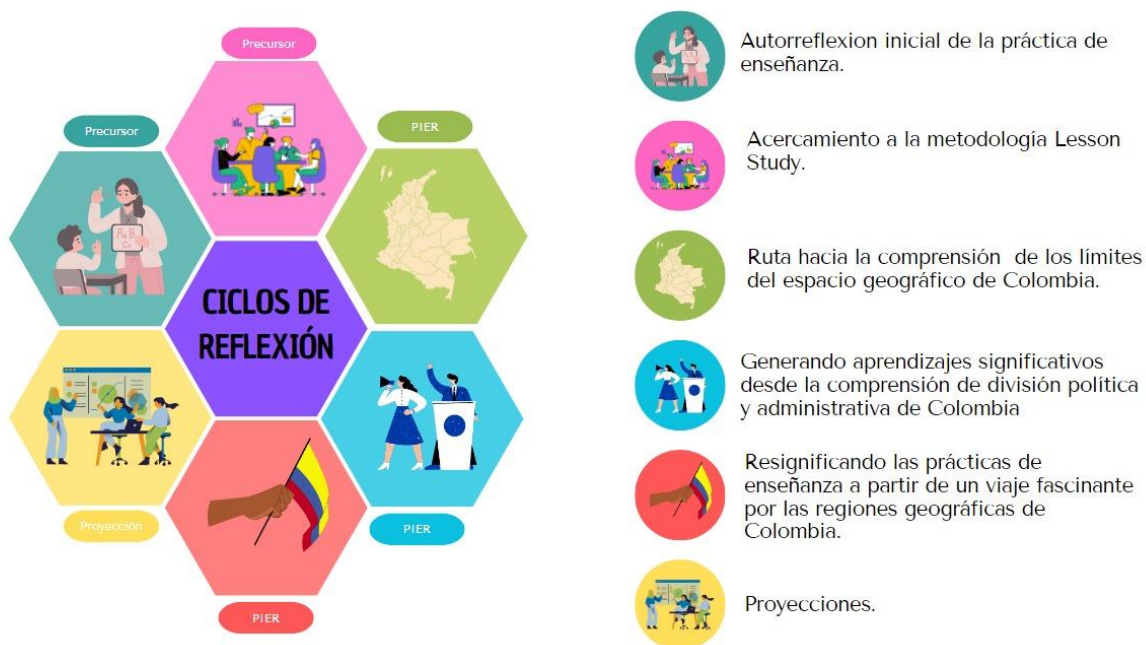 Precursor
Precursor
PIER
CICLOS DE
REFLEXIÓN
Proyección
PIER
PIER
Autorreflexion inicial de la práctica de
enseñanza.
Acercamiento a la metodología Lesson
Study.
Ruta hacia la comprensión de los límites
del espacio geográfico de Colombia.
Generando aprendizajes significativos
desde la comprensión de división política
y administrativa de Colombia
Resignificando las prácticas de
enseñanza a partir de un viaje fascinante
por las regiones geográficas de
Colombia.
Proyecciones.